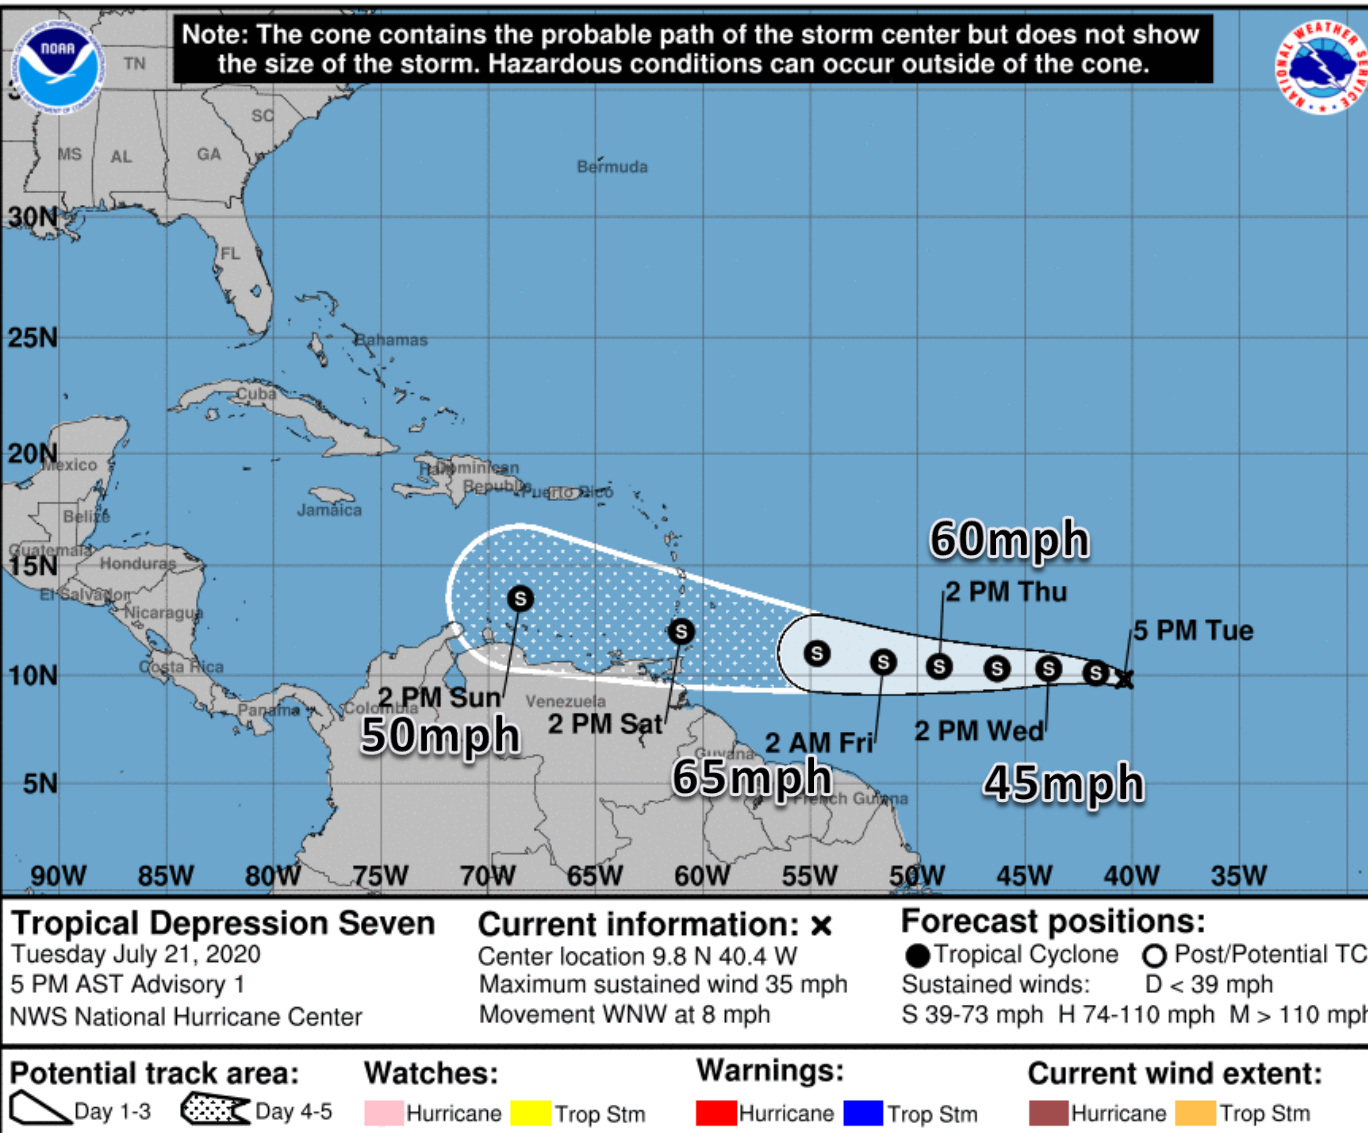 Note: The cone contains the probable path of the storm center but does not show
the size of the storm. Hazardous conditions can occur outside of the cone.
NOAA
NATIONAL WEATHER SERVICE
TN
SC
MS
AL
GA
Bermuda
30N
FL
25N
Bahamas
Cuba
20N
Mexico
Haiti
Dominican
Republic
Puerto Rico
Jamaica
Belize
Guatemala
Honduras
15N
El Salvador
Nicaragua
60mph
2 PM Thu
5 PM Tue
S
S
S
S
S
S
S
S
Costa Rica
10N
Panama
Colombia
2 PM Sun
Venezuela
2 PM Sat
50mph
2 AM Fri
2 PM Wed
Guyana
65mph
45mph
French Guiana
5N
90W 85W 80W 75W 70W 65W 60W 55W 50W 45W 40W 35W
Tropical Depression Seven
Tuesday July 21, 2020
5 PM AST Advisory 1
NWS National Hurricane Center
Current information: x
Center location 9.8 N 40.4 W
Maximum sustained wind 35 mph
Movement WNW at 8 mph
Forecast positions:
Tropical Cyclone Post/Potential TC
Sustained winds: D < 39 mph
S 39-73 mph H 74-110 mph M > 110 mph
Potential track area:
Day 1-3 Day 4-5
Watches:
Hurricane Trop Stm
Warnings:
Hurricane Trop Stm
Current wind extent:
Hurricane Trop Stm